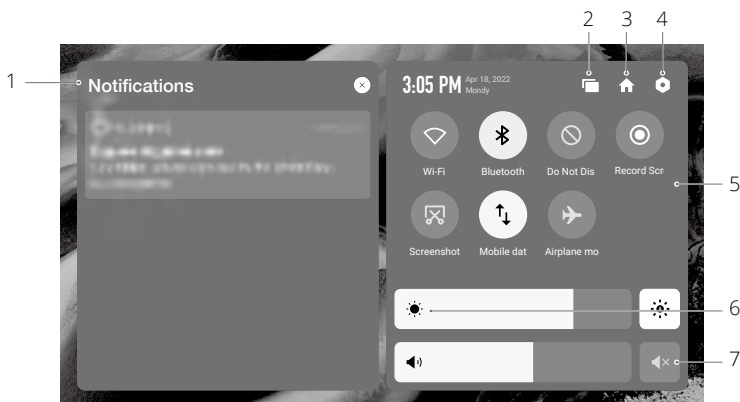 2 3 4
1
Notifications
3:05 PM Apr 18, 2022
Mondy
Wi-Fi Bluetooth Do Not Dis Record Scr
5
Screenshot Mobile dat Airplane mo
6
7